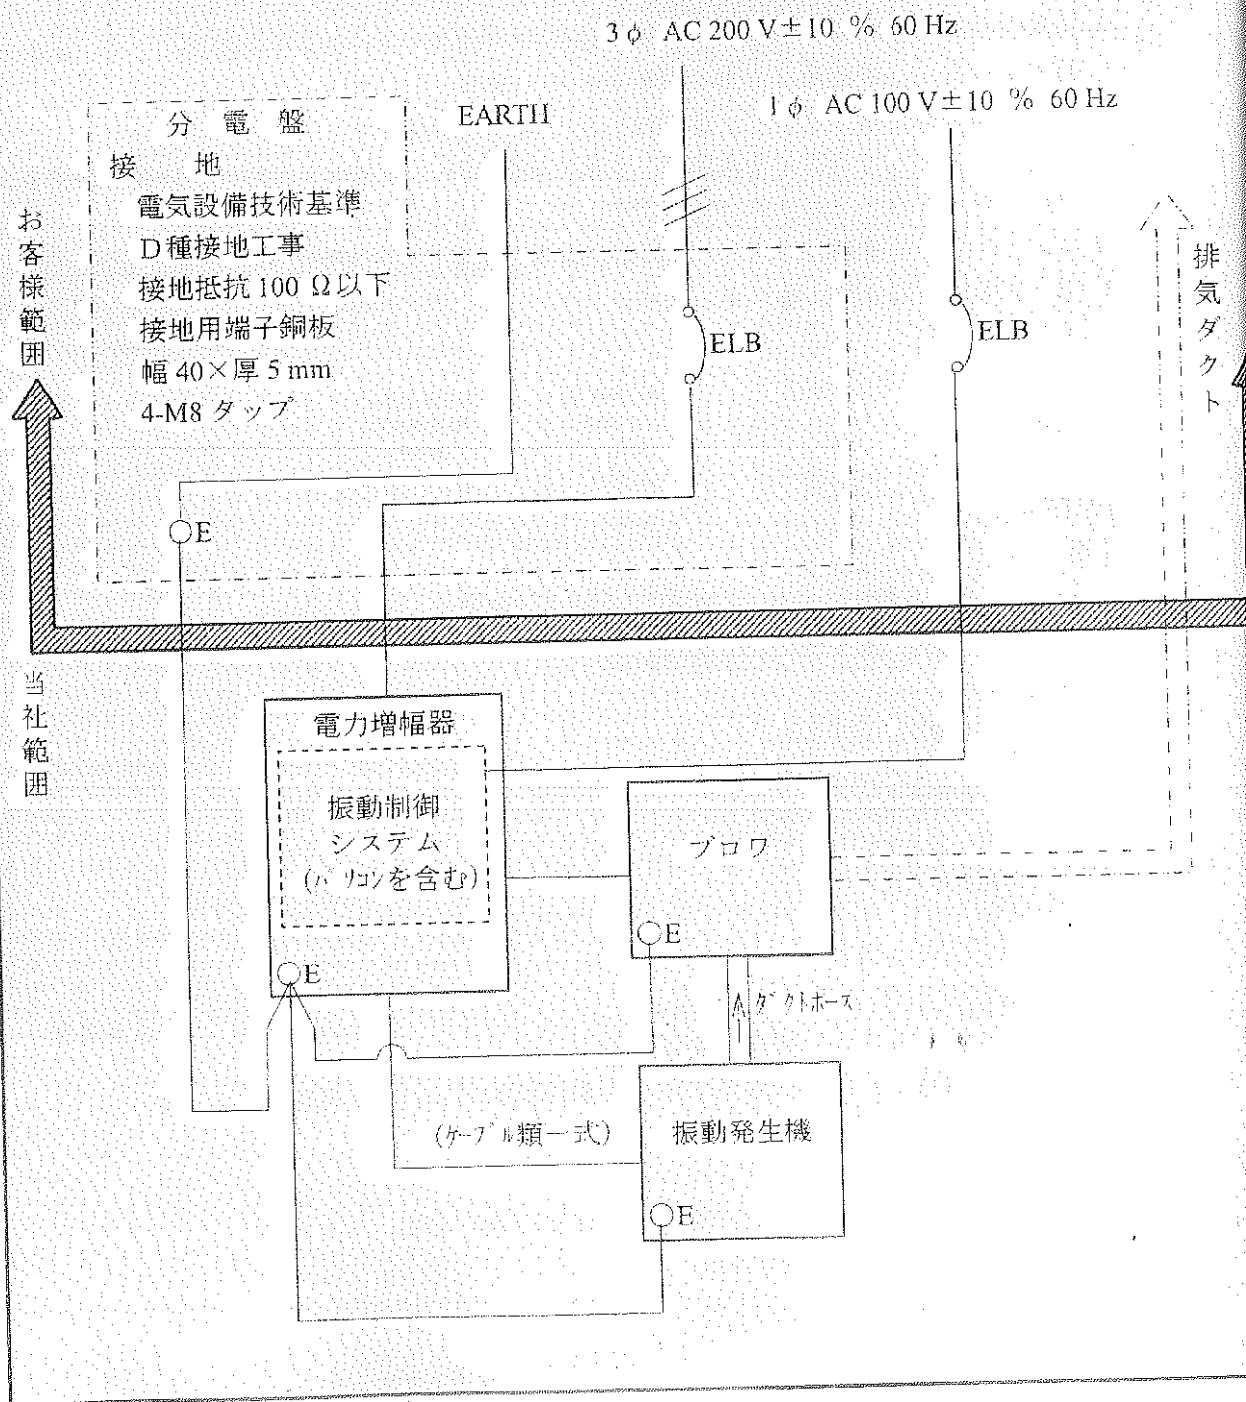 3φ AC 200 V±10 % 60 Hz
1φ AC 100 V±10 % 60 Hz
EARTH
分電盤
接 地
電気設備技術基準
D種接地工事
接地抵抗 100 Ω以下
接地用端子銅板
幅 40×厚 5 mm
4-M8 タップ
お客様範囲
排気ダクト
ELB
ELB
E
当社範囲
電力増幅器
振動制御
システム
(ハﾟソコンを含む)
ブロワ
E
E
ダクトホース
(ケーブル類一式)
振動発生機
E